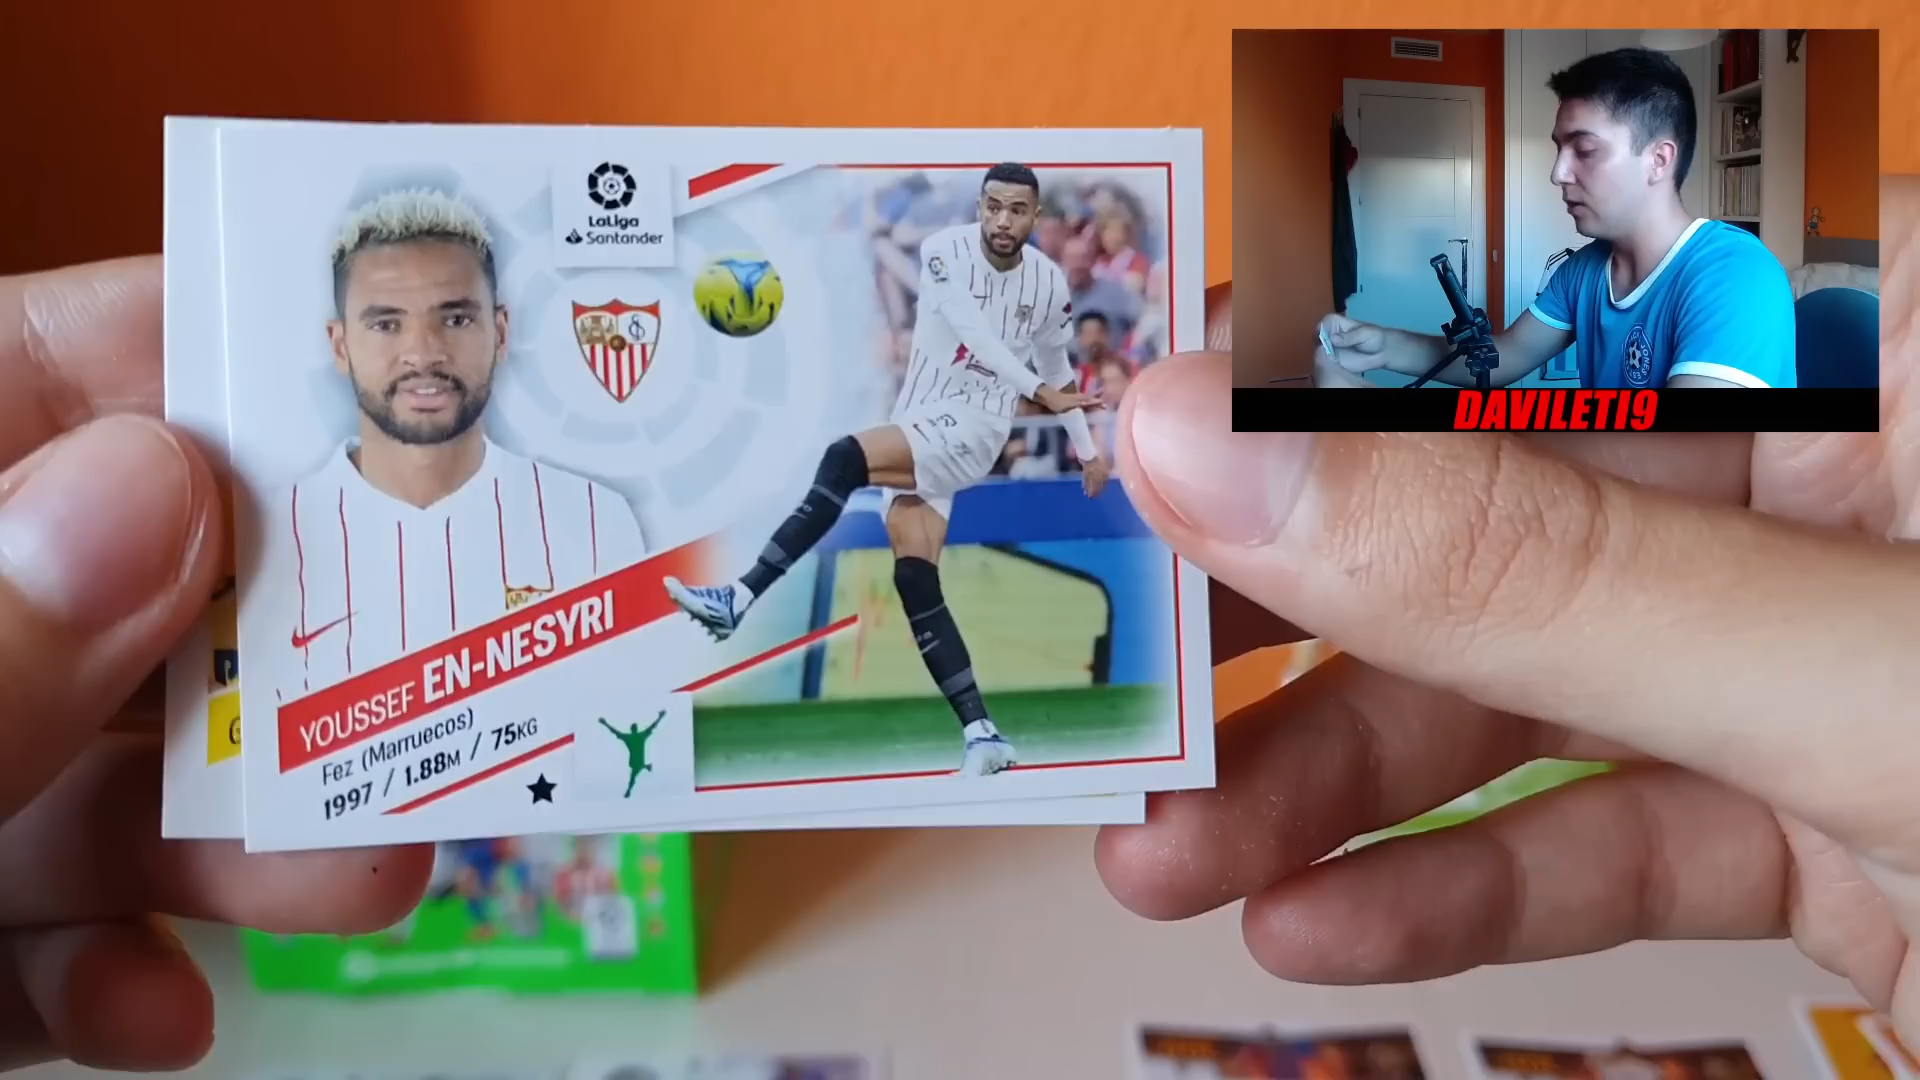 LaLiga
Santander
YOUSSEF EN-NESYRI
Fez (Marruecos)
1997 / 1.88M / 75KG
DAVILETI9